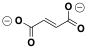 ⊖ O O ⊖
O O